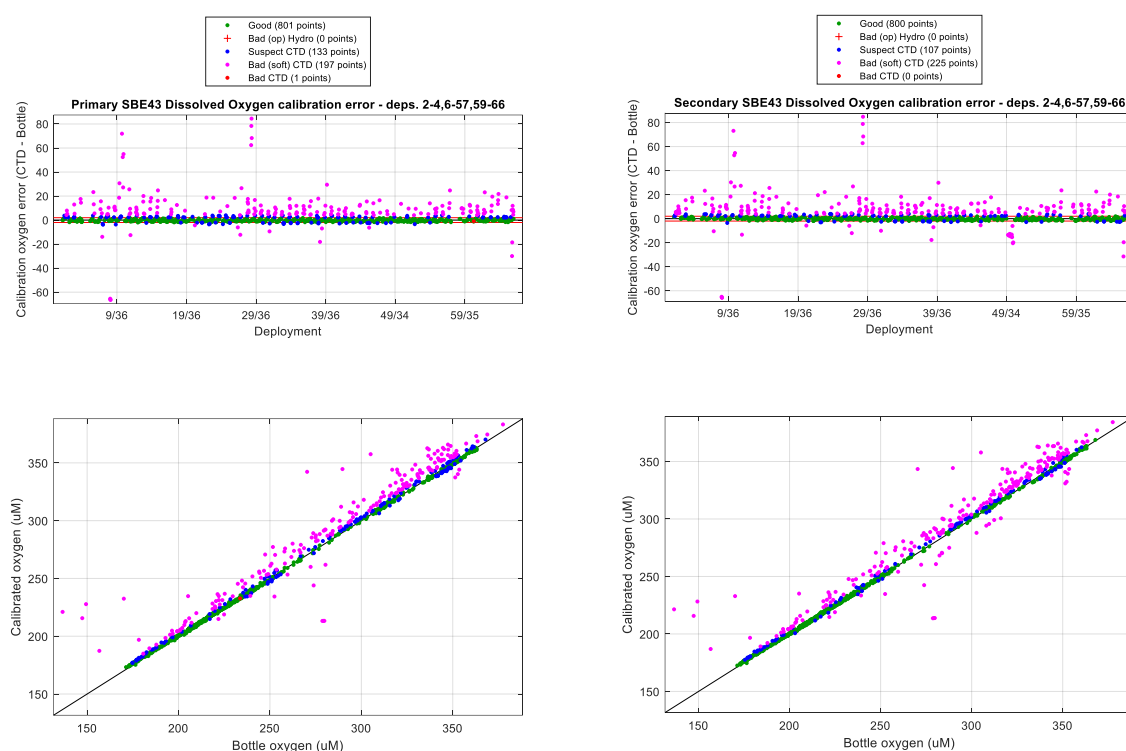 Good (801 points)
Bad (op) Hydro (0 points)
Suspect CTD (133 points)
Bad (soft) CTD (197 points)
Bad CTD (1 points)
Primary SBE43 Dissolved Oxygen calibration error - deps. 2-4,6-57,59-66
Calibration oxygen error (CTD - Bottle)
80
60
40
20
0
-20
-40
-60
9/36 19/36 29/36 39/36 49/34 59/35
Deployment
Good (800 points)
Bad (op) Hydro (0 points)
Suspect CTD (107 points)
Bad (soft) CTD (225 points)
Bad CTD (0 points)
Secondary SBE43 Dissolved Oxygen calibration error - deps. 2-4,6-57,59-66
Calibration oxygen error (CTD - Bottle)
80
60
40
20
0
-20
-40
-60
9/36 19/36 29/36 39/36 49/34 59/35
Deployment
Calibrated oxygen (uM)
350
300
250
200
150
150 200 250 300 350
Bottle oxygen (uM)
Calibrated oxygen (uM)
350
300
250
200
150
150 200 250 300 350
Bottle oxygen (uM)